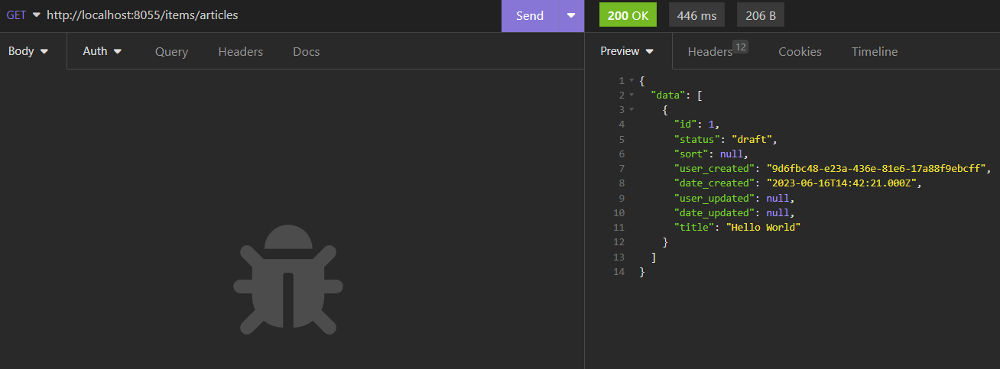 GET http://localhost:8055/items/articles Send 200 OK 446 ms 206 B
Body Auth Query Headers Docs Preview Headers 12 Cookies Timeline
1 {
2 "data": [
3 {
4 "id": 1,
5 "status": "draft",
6 "sort": null,
7 "user_created": "9d6fbc48-e23a-436e-81e6-17a88f9ebcff",
8 "date_created": "2023-06-16T14:42:21.000Z",
9 "user_updated": null,
10 "date_updated": null,
11 "title": "Hello World"
12 }
13 ]
14 }